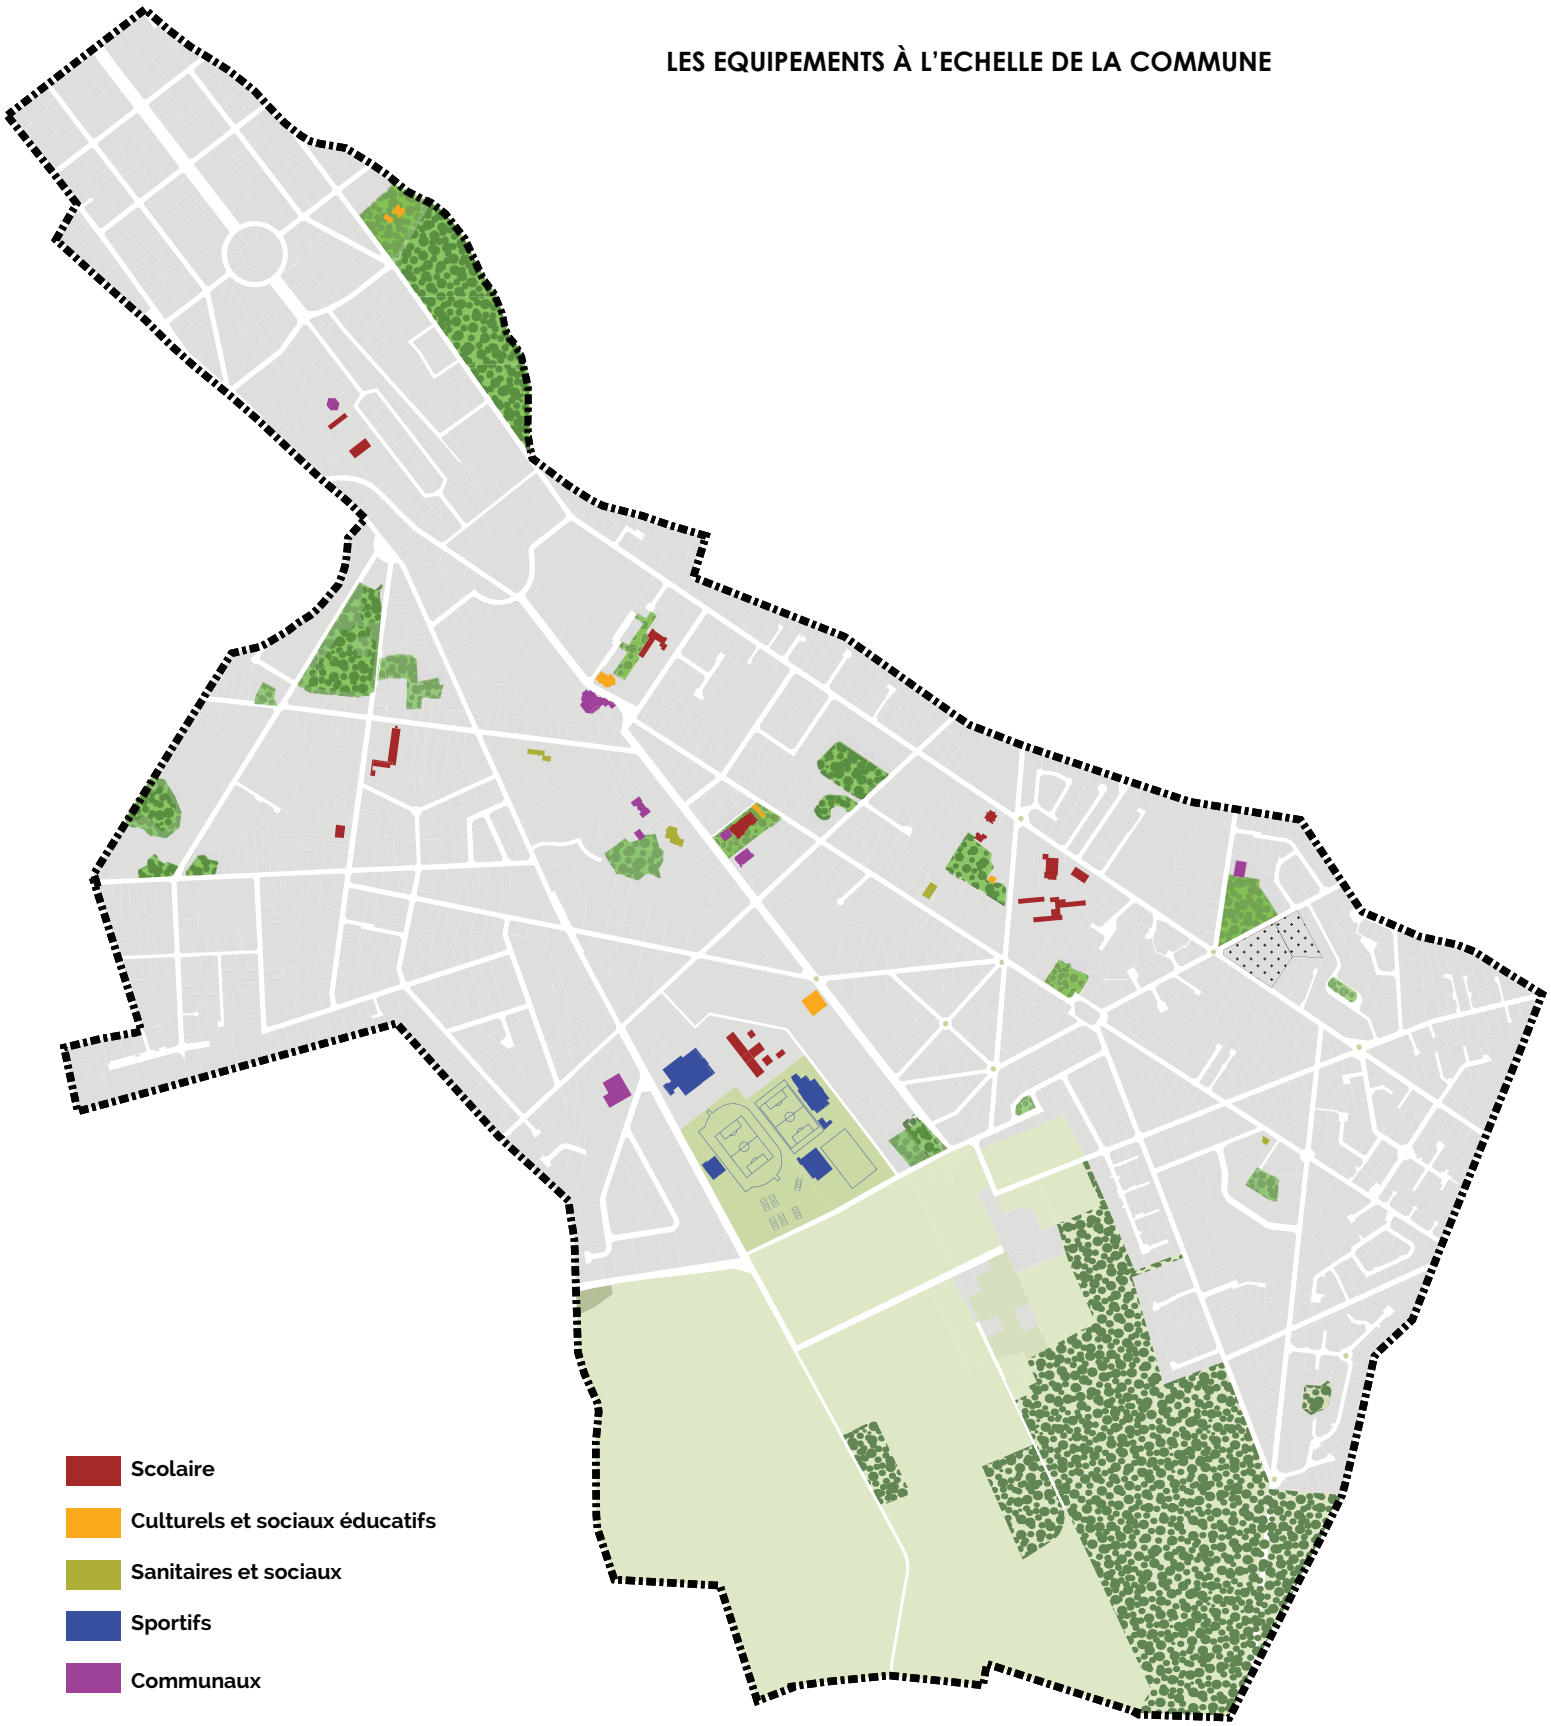 LES EQUIPEMENTS À L'ECHELLE DE LA COMMUNE
Scolaire
Culturels et sociaux éducatifs
Sanitaires et sociaux
Sportifs
Communaux